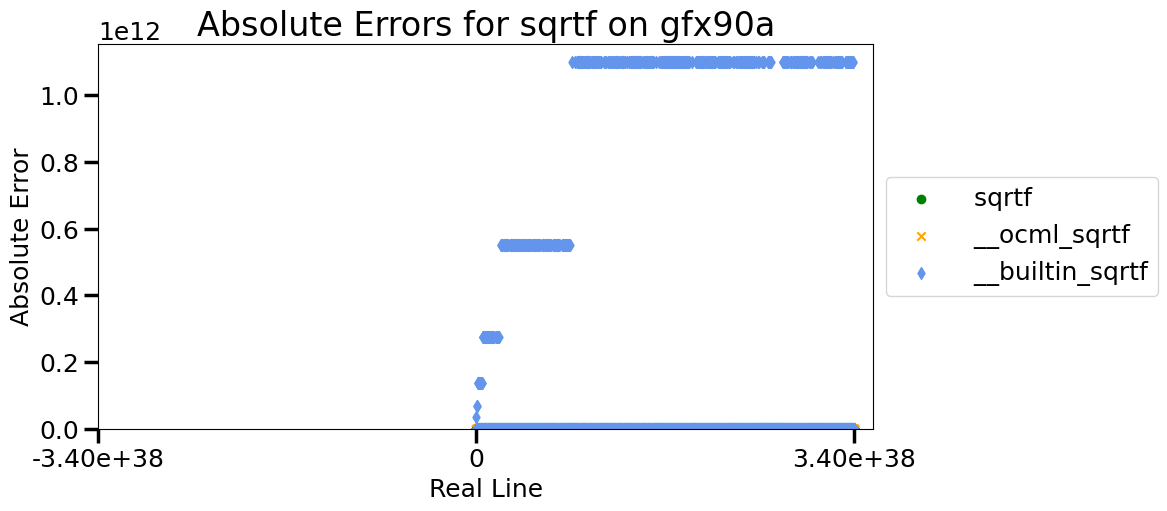 Absolute Errors for sqrtf on gfx90a
1e12
Absolute Error
1.0
0.8
0.6
0.4
0.2
0.0
-3.40e+38
0
3.40e+38
Real Line
sqrtf
__ocml_sqrtf
__builtin_sqrtf